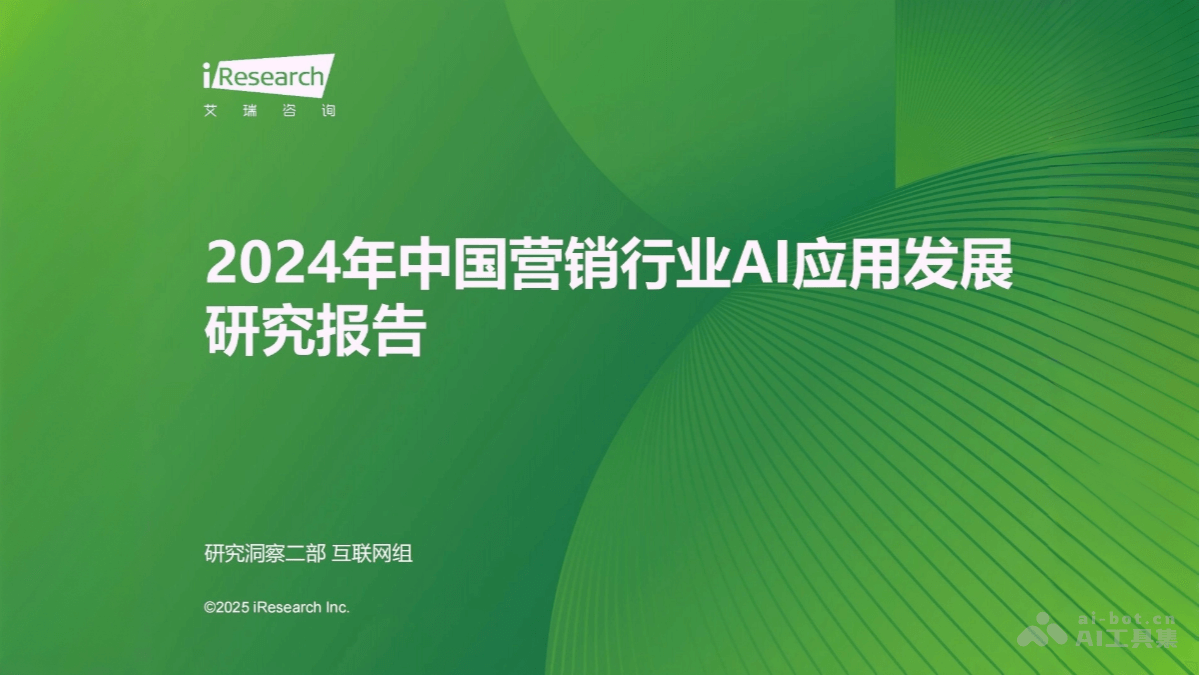 iResearch
艾瑞咨询
2024年中国营销行业AI应用发展
研究报告
研究洞察二部 互联网组
©2025 iResearch Inc.
ai-bot.cn
AI工具集